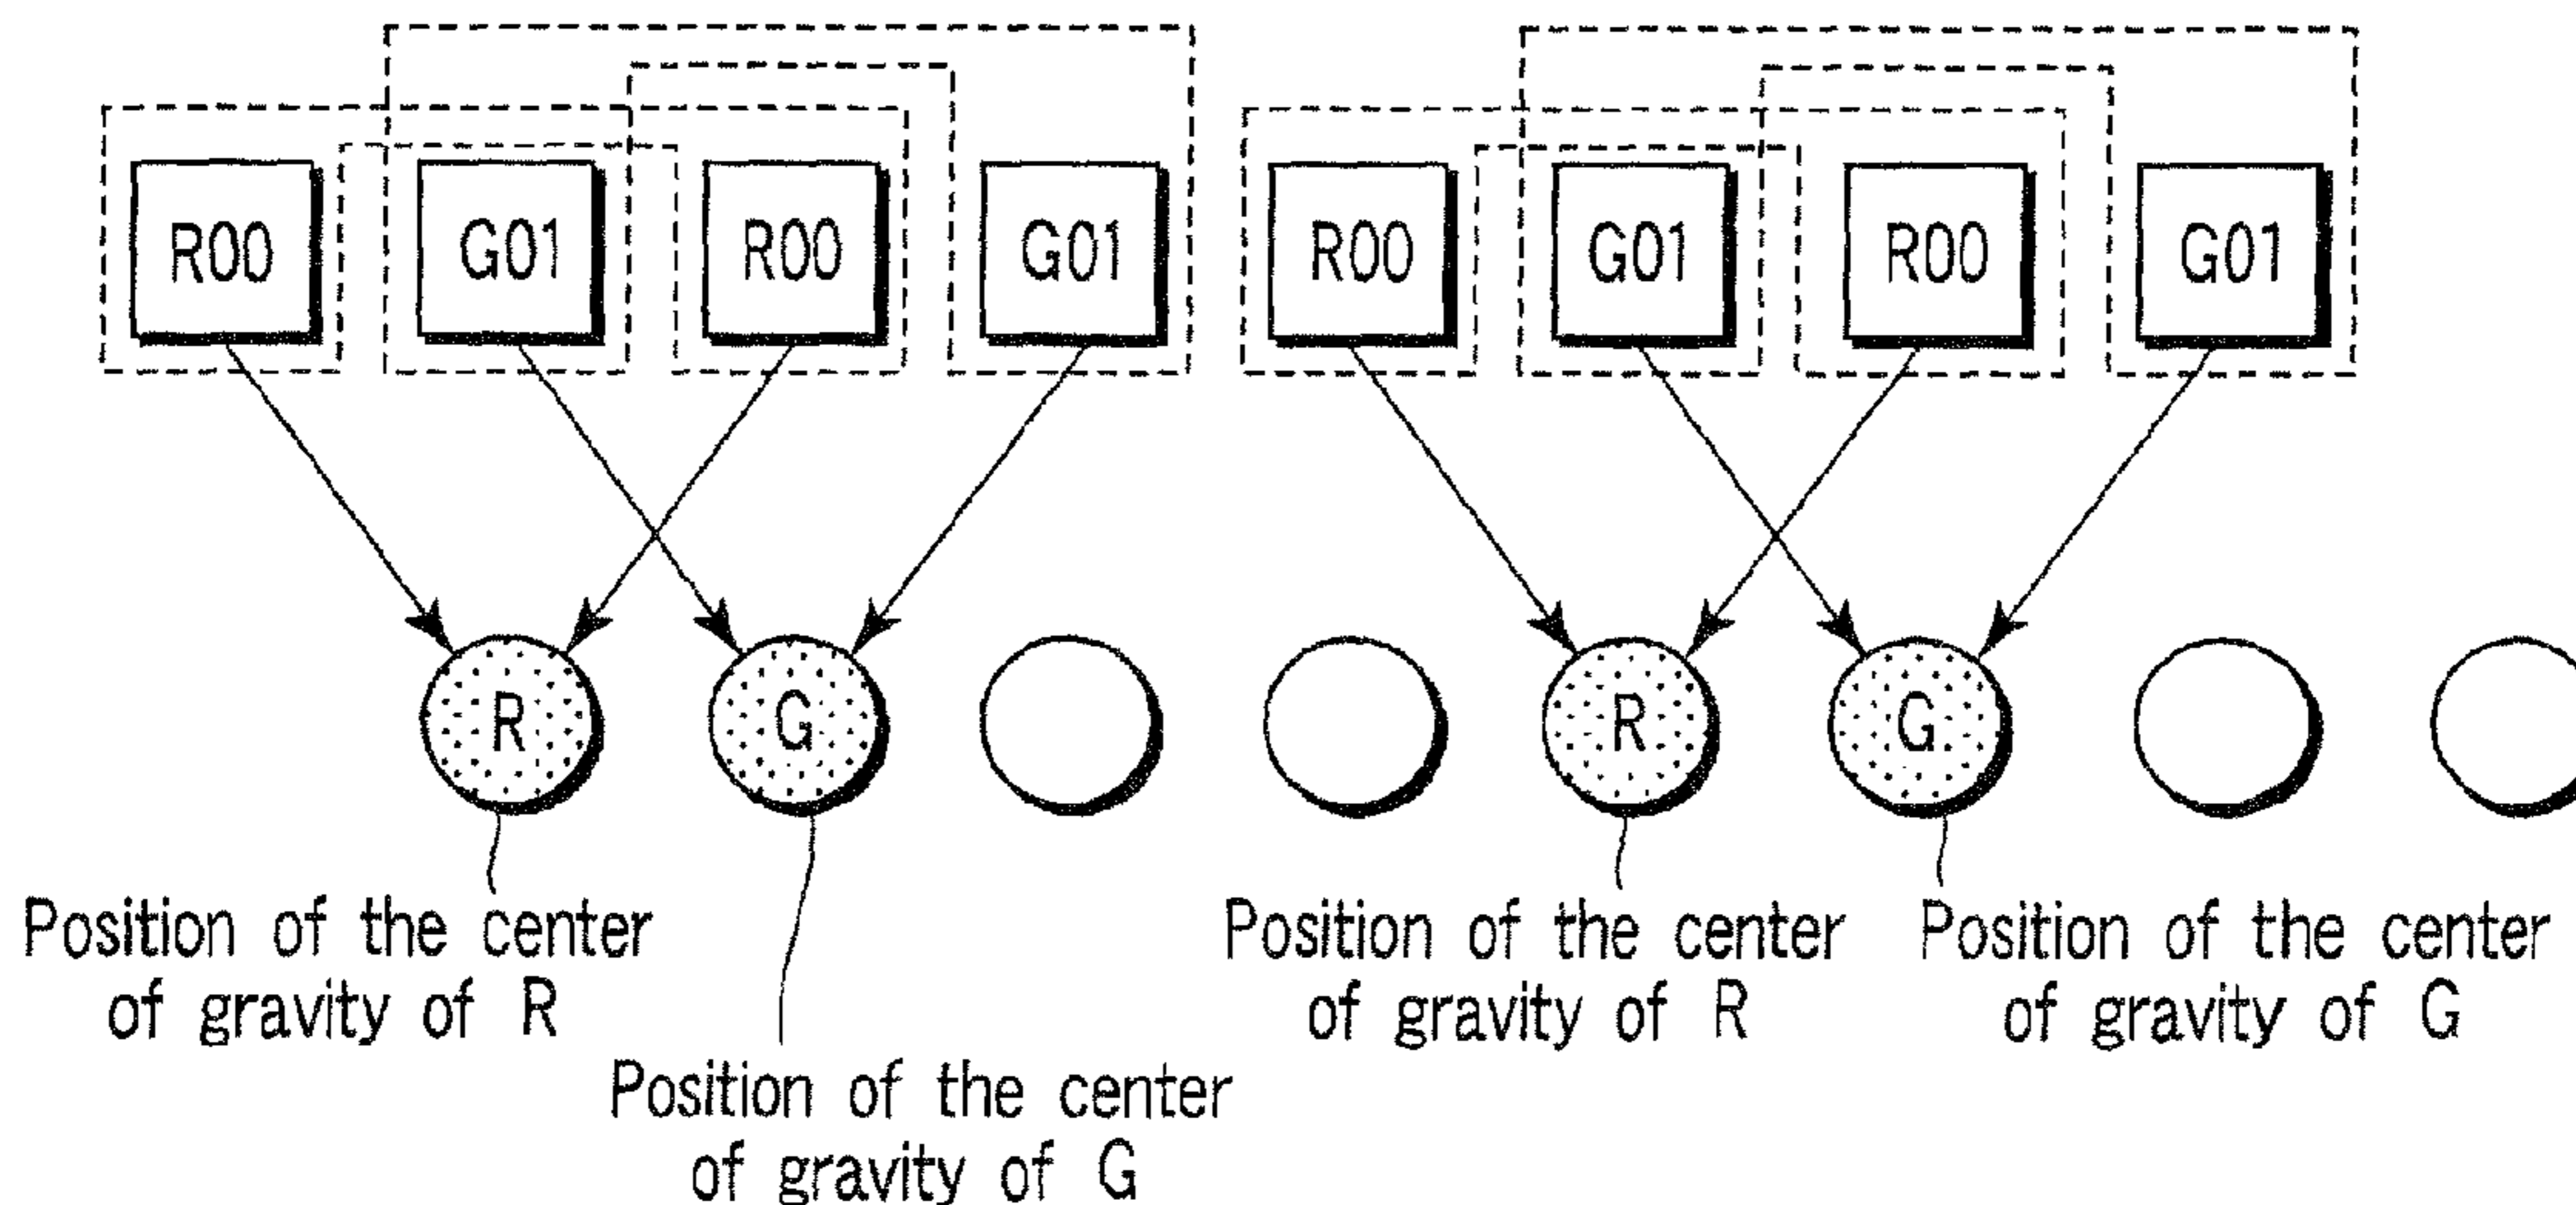 R00 G01 R00 G01 R00 G01 R00 G01
R G R G
Position of the center
of gravity of R
Position of the center
of gravity of G
Position of the center
of gravity of R
Position of the center
of gravity of G